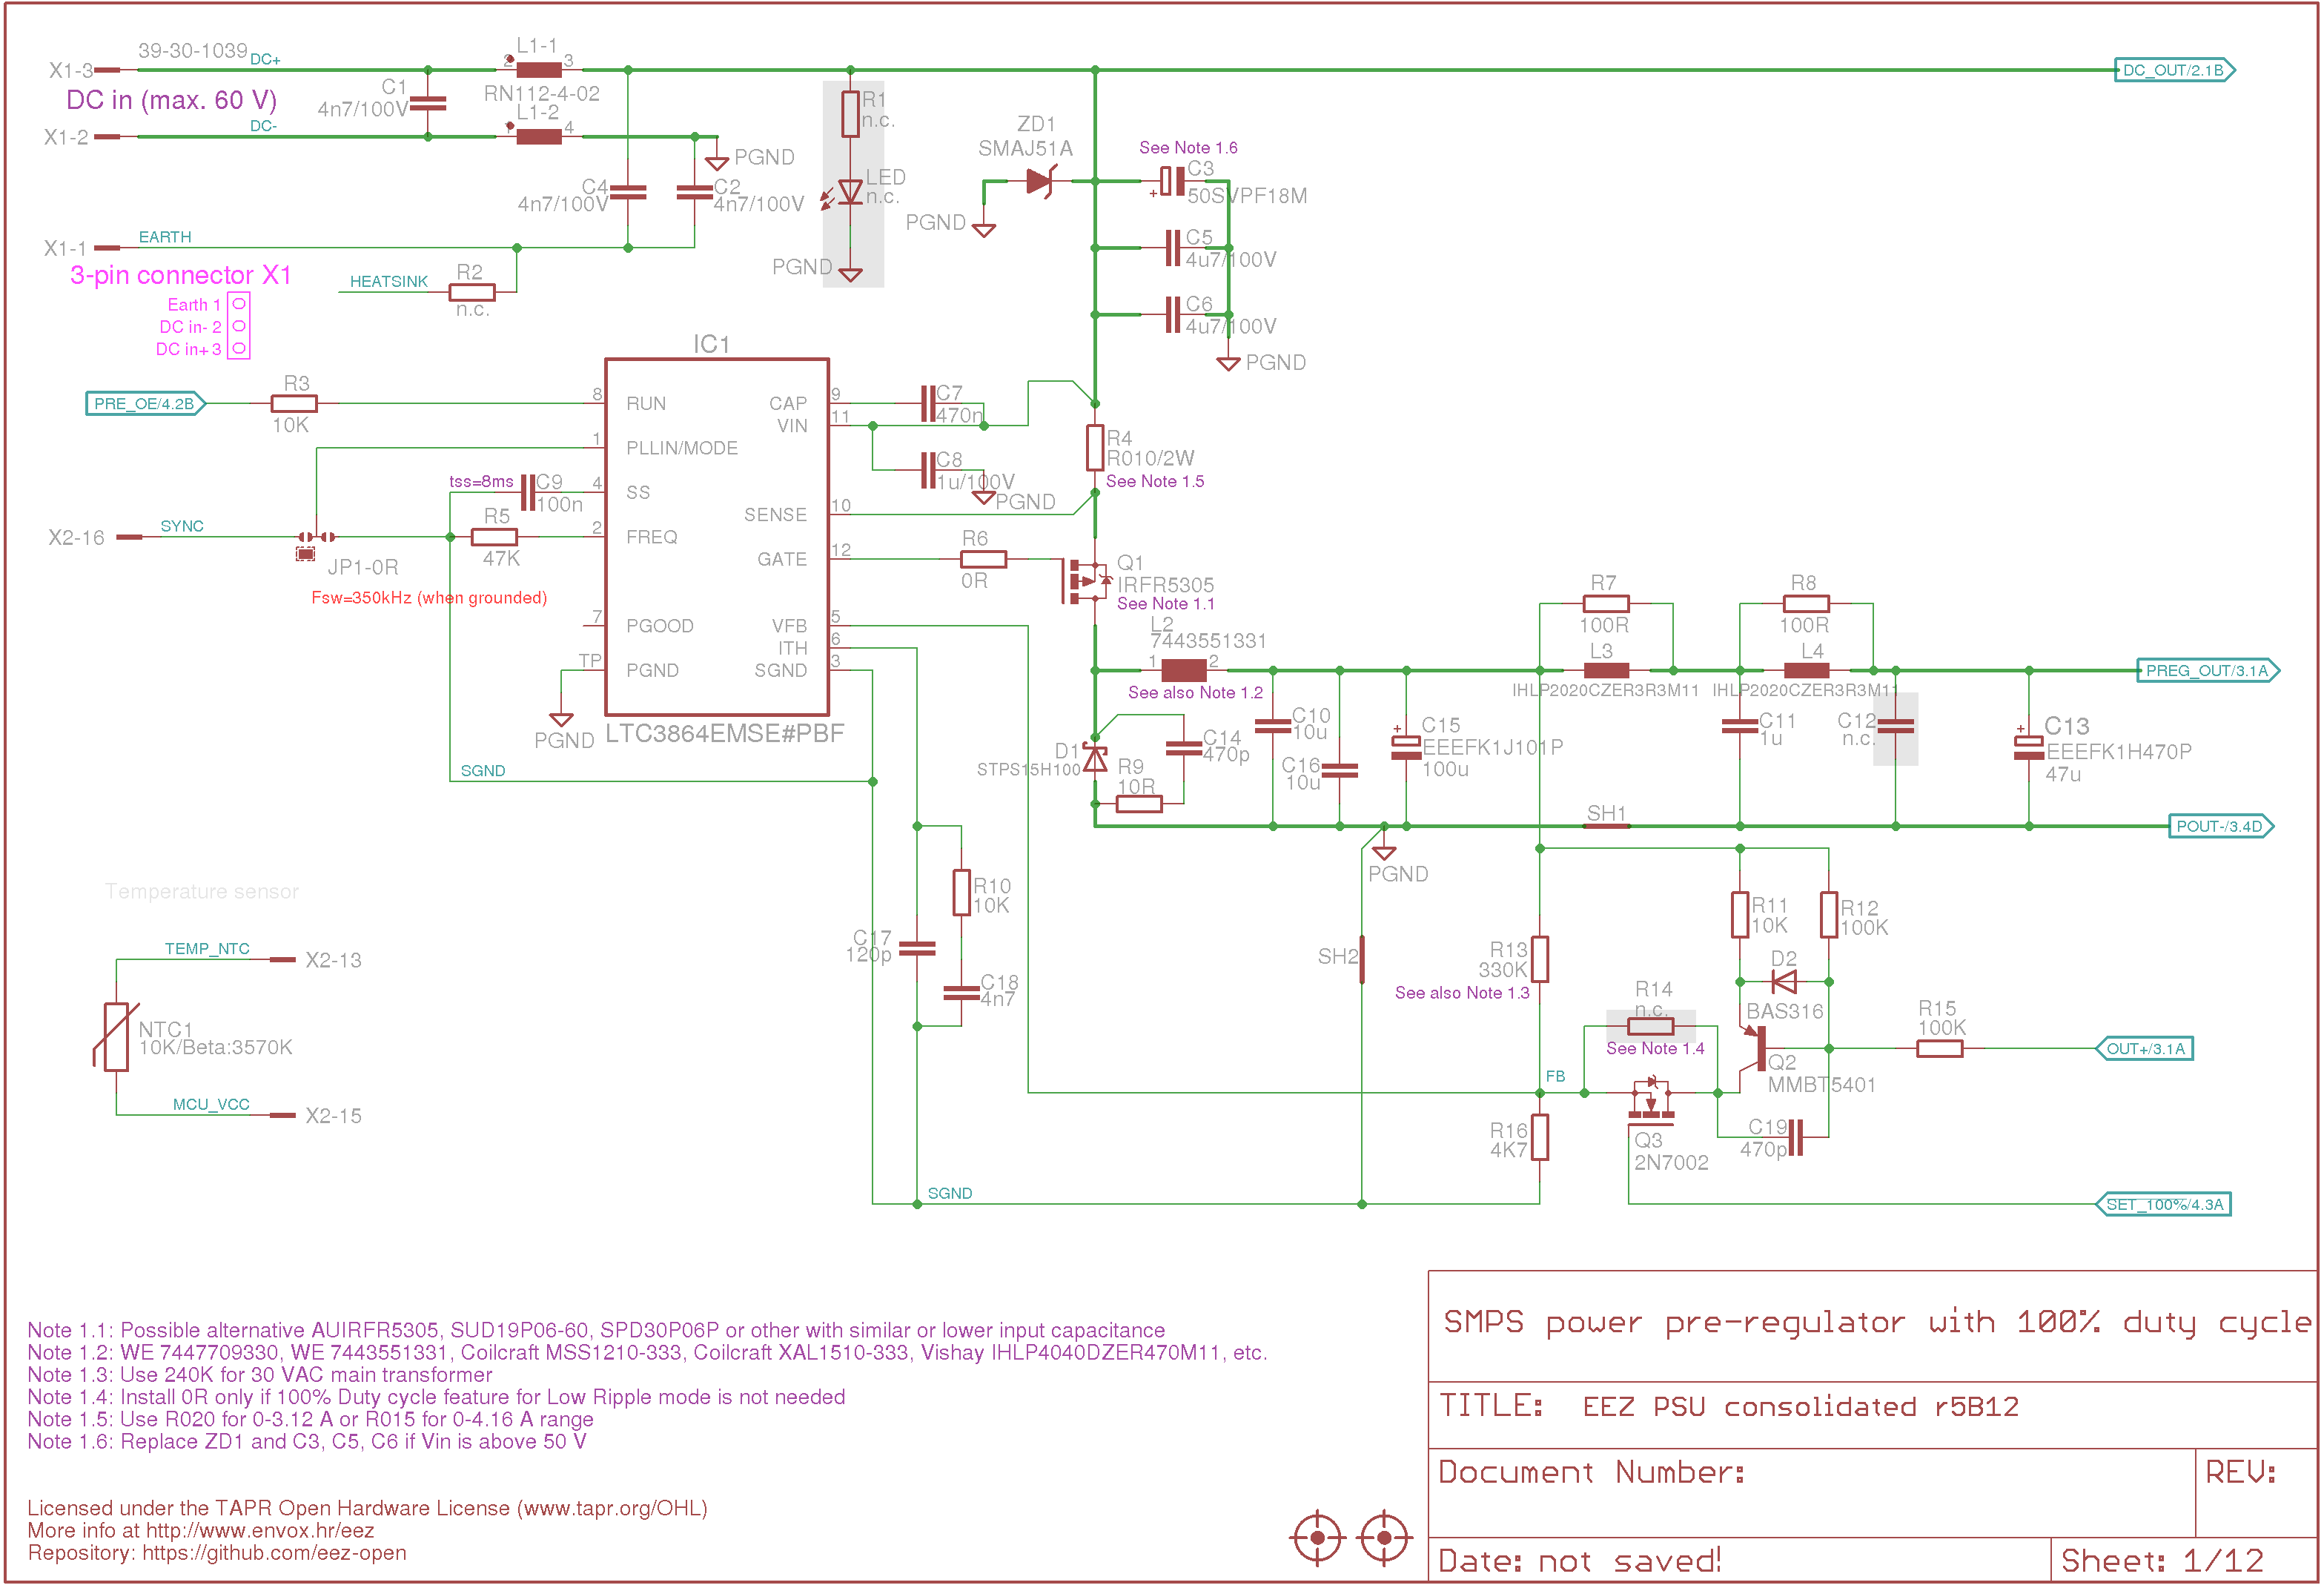 39-30-1039
DC+
X1-3
DC in (max. 60 V)
X1-2
DC-
C1
4n7/100V
L1-1
2
3
RN112-4-02
L1-2
1
4
PGND
C4
4n7/100V
C2
4n7/100V
X1-1
EARTH
3-pin connector X1
Earth 1
DC in- 2
DC in+ 3
HEATSINK
R2
n.c.
R1
n.c.
LED
n.c.
PGND
ZD1
SMAJ51A
PGND
See Note 1.6
C3
+
50SVPF18M
C5
4u7/100V
C6
4u7/100V
PGND
DC_OUT/2.1B
PRE_OE/4.2B
R3
10K
IC1
8
RUN
1
PLLIN/MODE
4
SS
2
FREQ
7
PGOOD
TP
PGND
CAP
9
VIN
11
SENSE
10
GATE
12
VFB
5
ITH
6
SGND
3
LTC3864EMSE#PBF
PGND
C7
470n
C8
1u/100V
PGND
R4
R010/2W
See Note 1.5
tss=8ms
C9
100n
R5
47K
X2-16
SYNC
JP1-0R
Fsw=350kHz (when grounded)
R6
0R
Q1
IRFR5305
See Note 1.1
L2
7443551331
1
2
See also Note 1.2
D1
STPS15H100
C14
470p
R9
10R
C10
10u
C16
10u
+
C15
EEEFK1J101P
100u
R7
100R
L3
IHLP2020CZER3R3M11
R8
100R
L4
IHLP2020CZER3R3M11
C11
1u
C12
n.c.
+
C13
EEEFK1H470P
47u
PREG_OUT/3.1A
SH1
POUT-/3.4D
PGND
SGND
SH2
C17
120p
R10
10K
C18
4n7
R13
330K
See also Note 1.3
R11
10K
R12
100K
D2
BAS316
R14
n.c.
See Note 1.4
Q2
MMBT5401
R15
100K
OUT+/3.1A
FB
R16
4K7
Q3
2N7002
C19
470p
SET_100%/4.3A
SGND
Temperature sensor
TEMP_NTC
X2-13
NTC1
10K/Beta:3570K
MCU_VCC
X2-15
Note 1.1: Possible alternative AUIRFR5305, SUD19P06-60, SPD30P06P or other with similar or lower input capacitance
Note 1.2: WE 7447709330, WE 7443551331, Coilcraft MSS1210-333, Coilcraft XAL1510-333, Vishay IHLP4040DZER470M11, etc.
Note 1.3: Use 240K for 30 VAC main transformer
Note 1.4: Install 0R only if 100% Duty cycle feature for Low Ripple mode is not needed
Note 1.5: Use R020 for 0-3.12 A or R015 for 0-4.16 A range
Note 1.6: Replace ZD1 and C3, C5, C6 if Vin is above 50 V
Licensed under the TAPR Open Hardware License (www.tapr.org/OHL)
More info at http://www.envox.hr/eez
Repository: https://github.com/eez-open
SMPS power pre-regulator with 100% duty cycle
TITLE: EEZ PSU consolidated r5B12
Document Number:
REV:
Date: not saved!
Sheet: 1/12